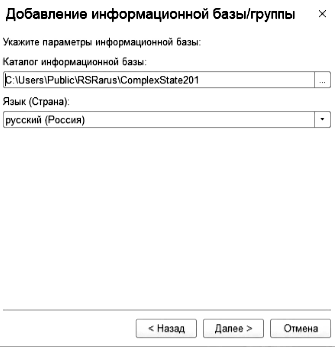 Добавление информационной базы/группы
Укажите параметры информационной базы:
Каталог информационной базы:
C:\Users\Public\RSRarus\ComplexState201
...
Язык (Страна):
русский (Россия)
< Назад Далее > Отмена